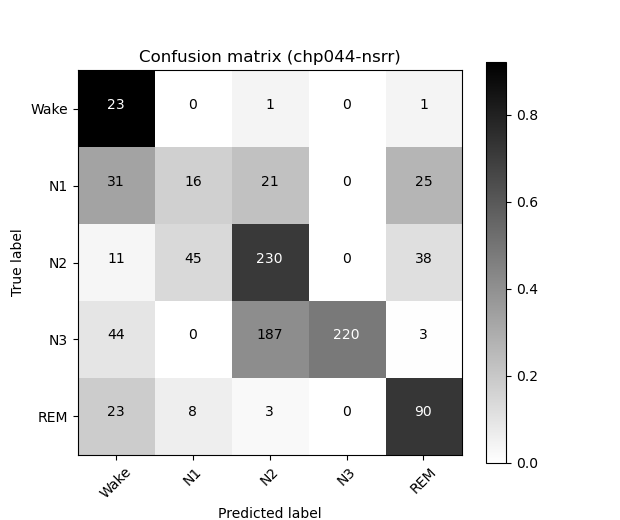 Confusion matrix (chp044-nsrr)
True label
Wake 23 0 1 0 1
N1 31 16 21 0 25
N2 11 45 230 0 38
N3 44 0 187 220 3
REM 23 8 3 0 90
Wake N1 N2 N3 REM
Predicted label
0.8
0.6
0.4
0.2
0.0